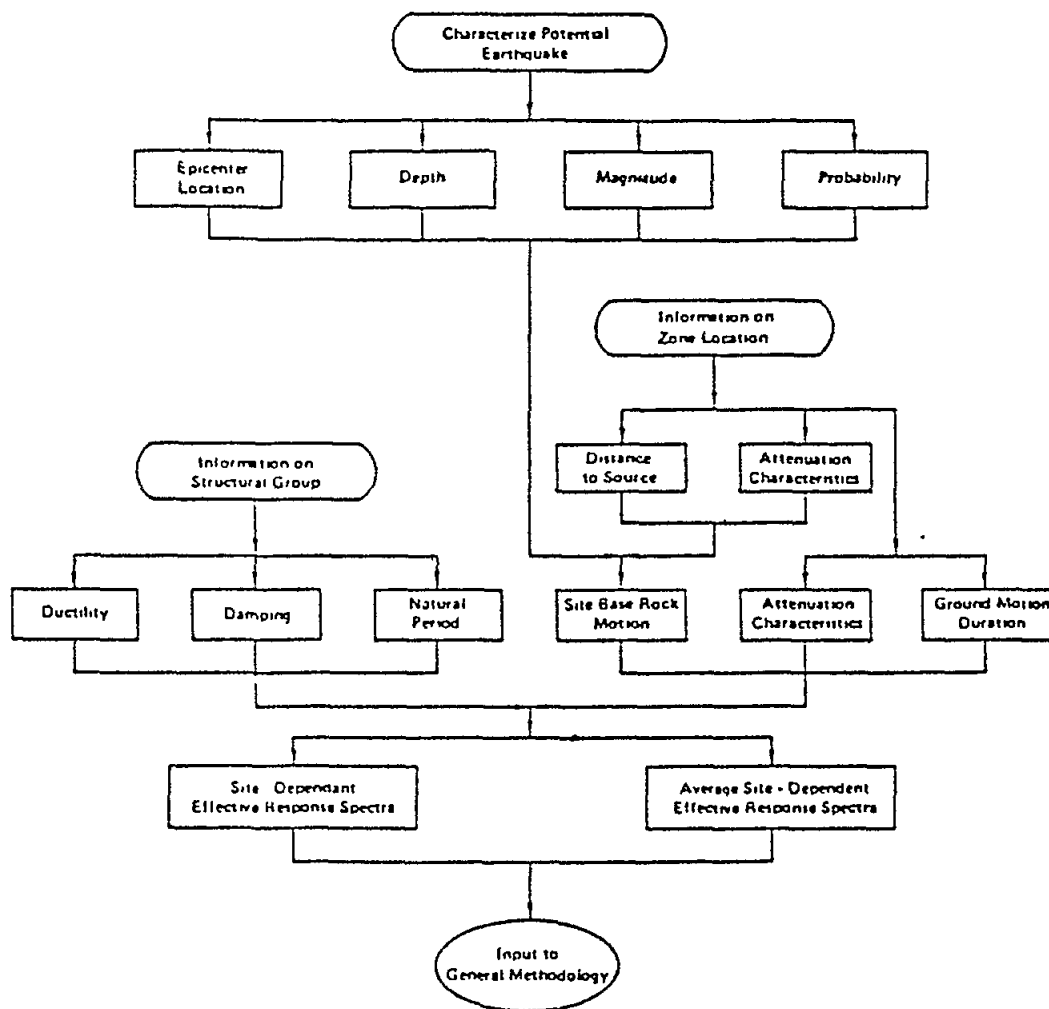 Characterize Potential
Earthquake
Epicenter
Location
Depth
Magnitude
Probability
Information on
Zone Location
Distance
to Source
Attenuation
Characteristics
Information on
Structural Group
Ductility
Damping
Natural
Period
Site Base Rock
Motion
Attenuation
Characteristics
Ground Motion
Duration
Site - Dependant
Effective Response Spectra
Average Site - Dependent
Effective Response Spectra
Input to
General Methodology